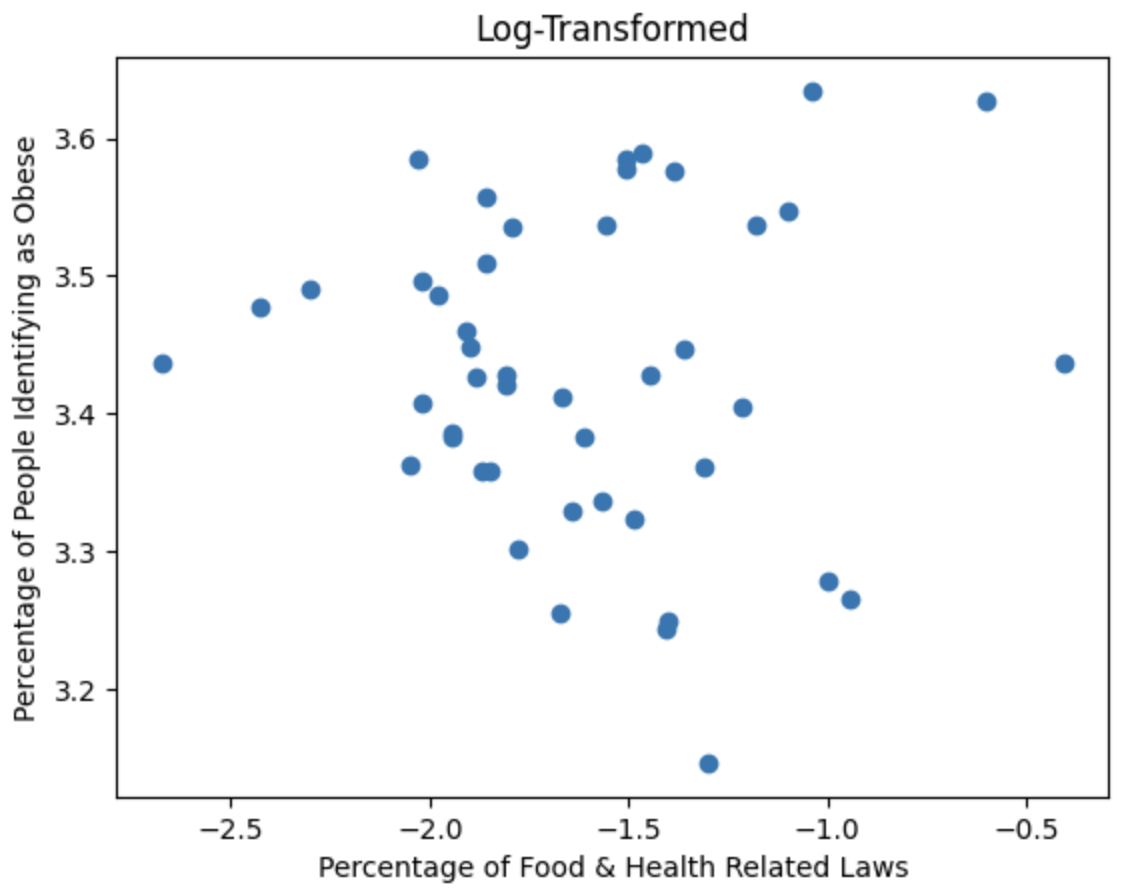 Log-Transformed
Percentage of People Identifying as Obese
3.6
3.5
3.4
3.3
3.2
−2.5 −2.0 −1.5 −1.0 −0.5
Percentage of Food & Health Related Laws